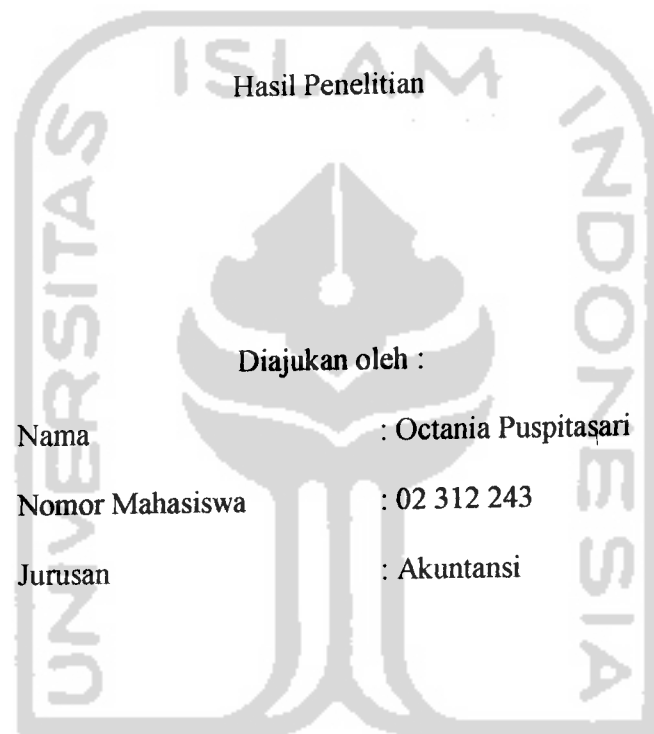 UNIVERSITAS ISLAM INDONESIA
Hasil Penelitian
Diajukan oleh :
Nama : Octania Puspitasari
Nomor Mahasiswa : 02 312 243
Jurusan : Akuntansi